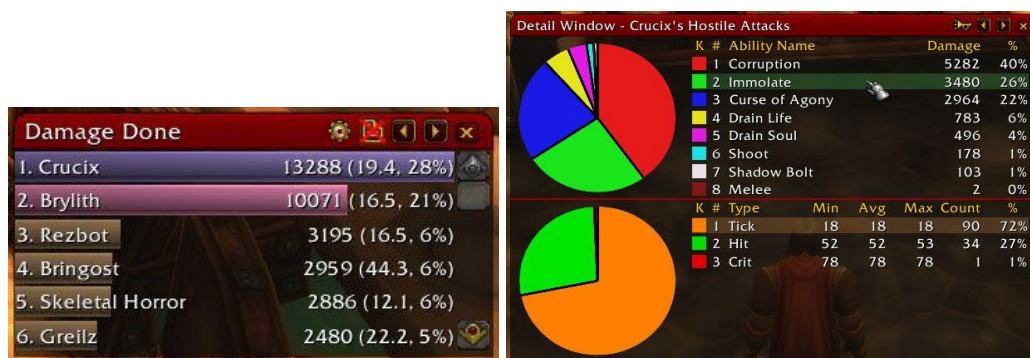 Damage Done
1. Crucix 13288 (19.4, 28%)
2. Brylith 10071 (16.5, 21%)
3. Rezbot 3195 (16.5, 6%)
4. Bringost 2959 (44.3, 6%)
5. Skeletal Horror 2886 (12.1, 6%)
6. Greilz 2480 (22.2, 5%)
Detail Window - Crucix's Hostile Attacks
K # Ability Name Damage %
1 Corruption 5282 40%
2 Immolate 3480 26%
3 Curse of Agony 2964 22%
4 Drain Life 783 6%
5 Drain Soul 496 4%
6 Shoot 178 1%
7 Shadow Bolt 103 1%
8 Melee 2 0%
K # Type Min Avg Max Count %
1 Tick 18 18 18 90 72%
2 Hit 52 52 53 34 27%
3 Crit 78 78 78 1 1%